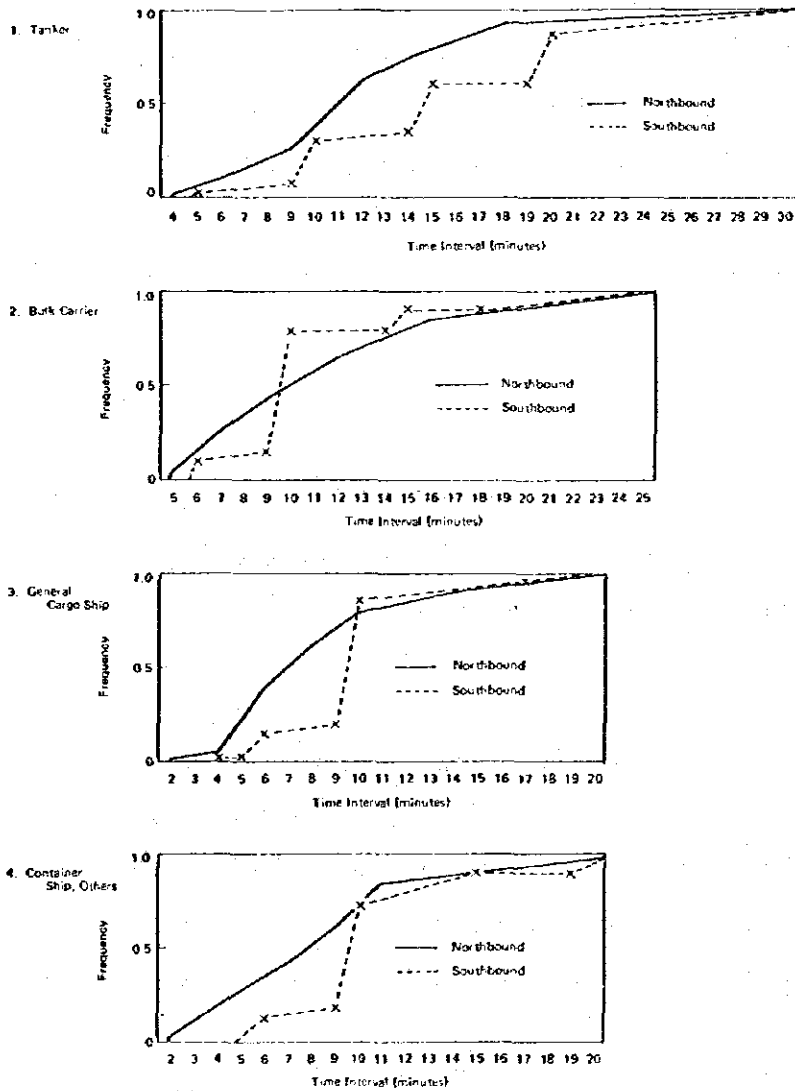 1. Tanker
Frequency
1.0
0.5
0
Northbound
Southbound
4 5 6 7 8 9 10 11 12 13 14 15 16 17 18 19 20 21 22 23 24 25 26 27 28 29 30
Time Interval (minutes)
2. Bulk Carrier
Frequency
1.0
0.5
0
Northbound
Southbound
5 6 7 8 9 10 11 12 13 14 15 16 17 18 19 20 21 22 23 24 25
Time Interval (minutes)
3. General
Cargo Ship
Frequency
1.0
0.5
0
Northbound
Southbound
2 3 4 5 6 7 8 9 10 11 12 13 14 15 16 17 18 19 20
Time Interval (minutes)
4. Container
Ship, Others
Frequency
1.0
0.5
0
Northbound
Southbound
2 3 4 5 6 7 8 9 10 11 12 13 14 15 16 17 18 19 20
Time Interval (minutes)